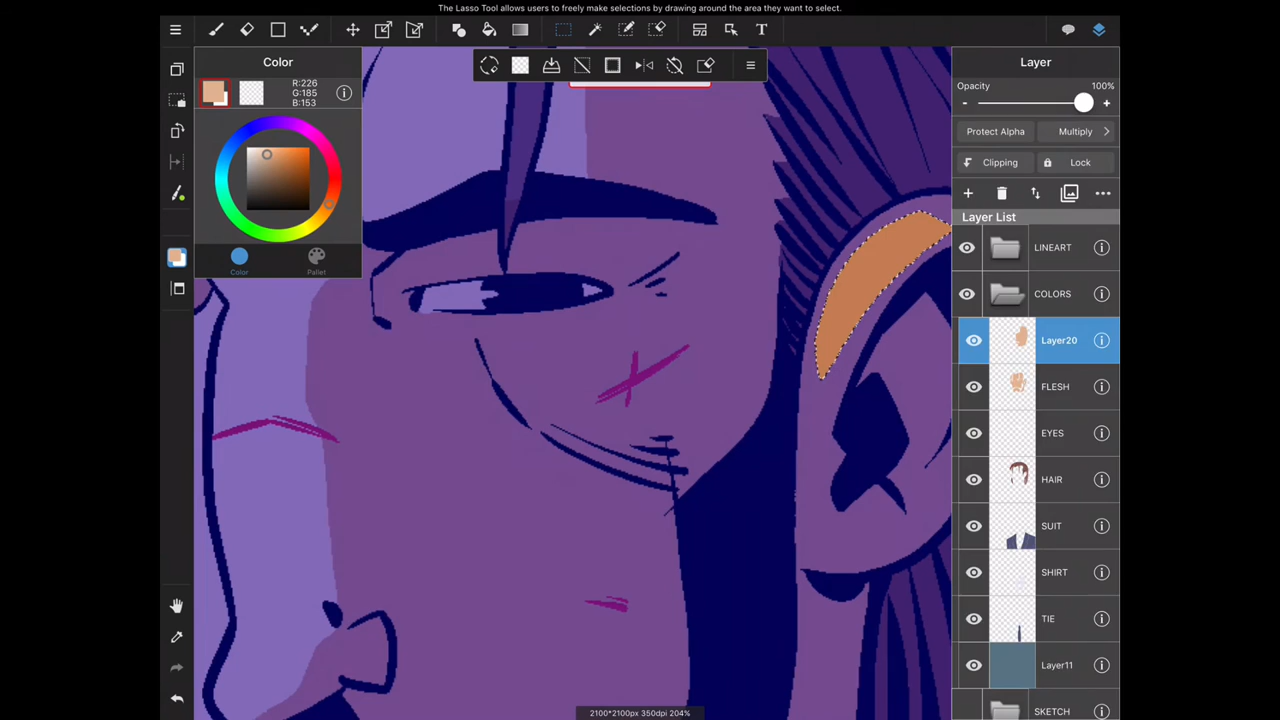 The Lasso Tool allows users to freely make selections by drawing around the area they want to select.
T
Color
R:226
G:185
B:153
Color
Pallet
Layer
Opacity
100%
-
+
Protect Alpha
Multiply
Clipping
Lock
Layer List
LINEART
COLORS
Layer20
FLESH
EYES
HAIR
SUIT
SHIRT
TIE
Layer11
SKETCH
2100*2100px 350dpi 204%